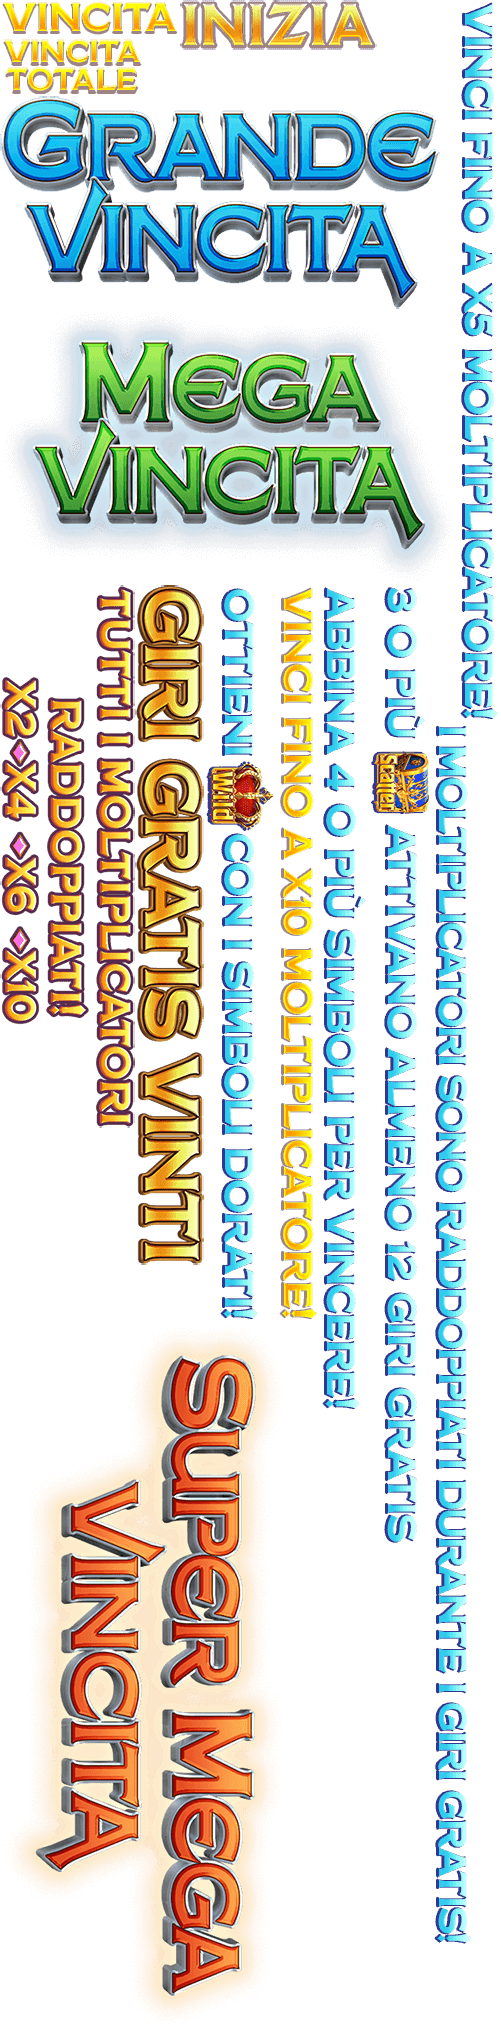 VINCITA
VINCITA
TOTALE
INIZIA
GRANDE
VINCITA
MEGA
VINCITA
VINCI FINO A X5 MOLTIPLICATORE!
I MOLTIPLICATORI SONO RADDOPPIATI DURANTE I GIRI GRATIS!
3 O PIÙ Scatter ATTIVANO ALMENO 12 GIRI GRATIS
ABBINA 4 O PIÙ SIMBOLI PER VINCERE!
VINCI FINO A X10 MOLTIPLICATORE!
OTTIENI Wild CON I SIMBOLI DORATI!
GIRI GRATIS VINTI
TUTTI I MOLTIPLICATORI
RADDOPPIATI!
X2 X4 X6 X10
SUPER MEGA
VINCITA